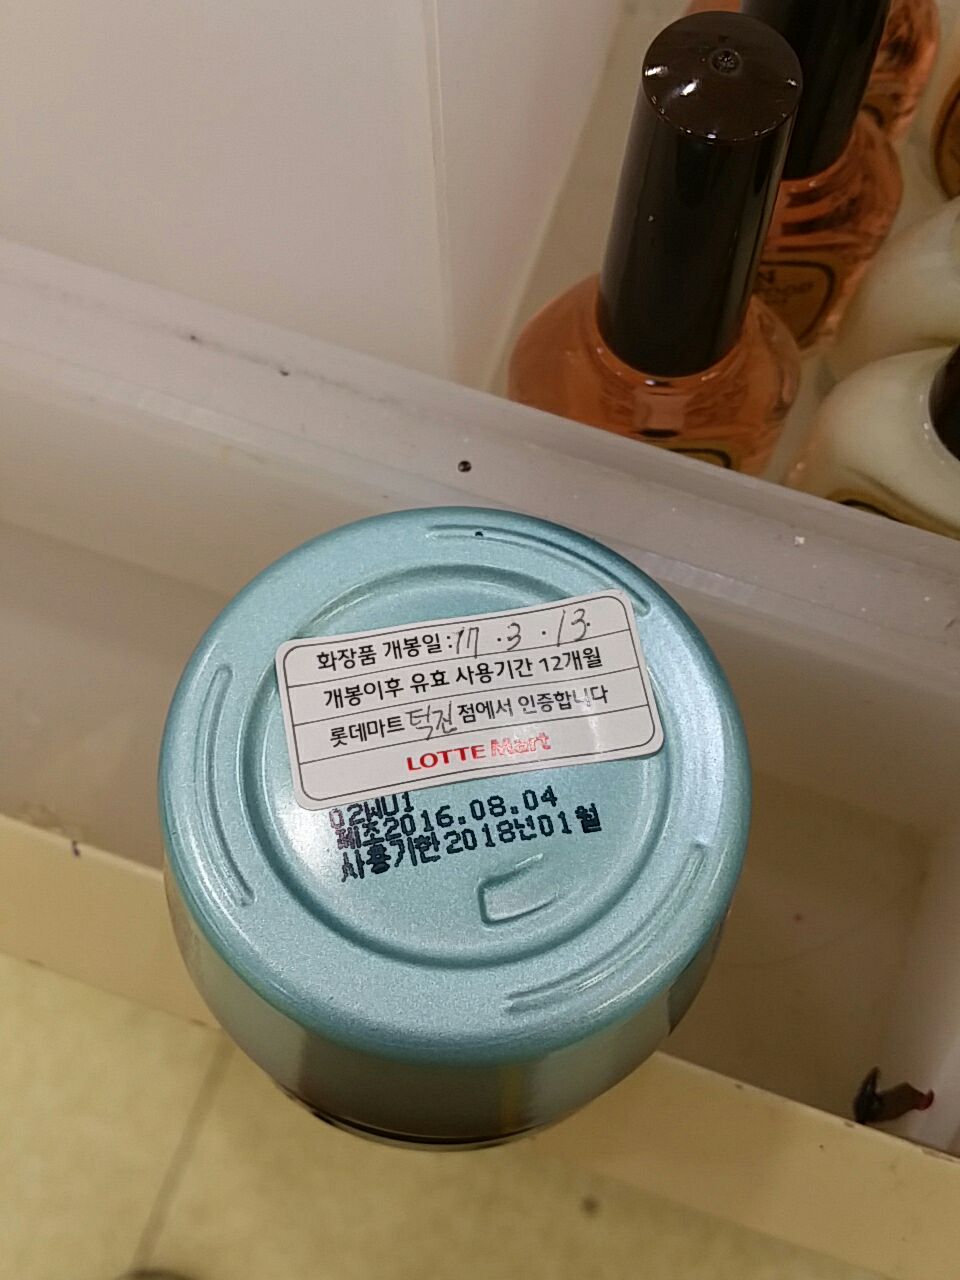 화장품 개봉일 : 17 . 3 . 13.
개봉이후 유효 사용기간 12개월
롯데마트 덕진 점에서 인증합니다
LOTTE Mart
02WU1
제조2016.08.04
사용기한2018년01월
24